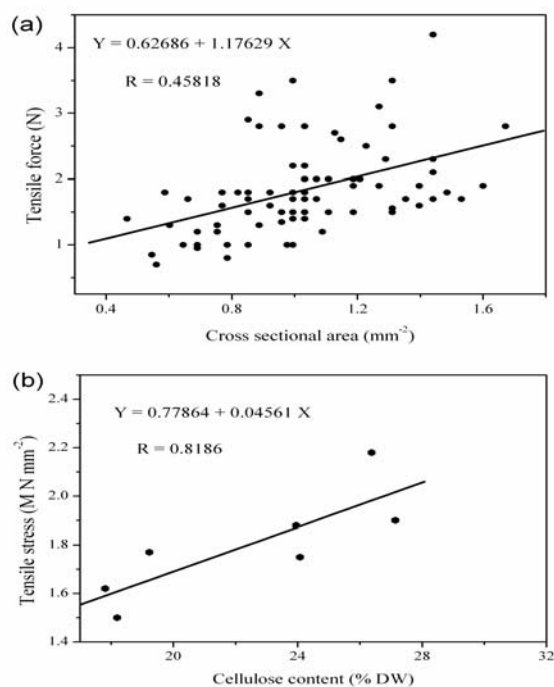 (a)
Y = 0.62686 + 1.17629 X
R = 0.45818
Tensile force (N)
4
3
2
1
0.4 0.8 1.2 1.6
Cross sectional area (mm-2)
(b)
Y = 0.77864 + 0.04561 X
R = 0.8186
Tensile stress (M N mm-2)
2.4
2.2
2.0
1.8
1.6
1.4
20 24 28 32
Cellulose content (% DW)